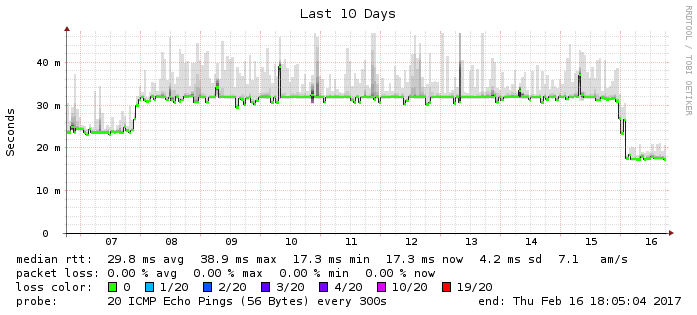 Last 10 Days
RRDTOOL / TOBI OETIKER
Seconds
40 m
30 m
20 m
10 m
0
07 08 09 10 11 12 13 14 15 16
median rtt: 29.8 ms avg 38.9 ms max 17.3 ms min 17.3 ms now 4.2 ms sd 7.1 am/s
packet loss: 0.00 % avg 0.00 % max 0.00 % min 0.00 % now
loss color: 0 1/20 2/20 3/20 4/20 10/20 19/20
probe: 20 ICMP Echo Pings (56 Bytes) every 300s end: Thu Feb 16 18:05:04 2017